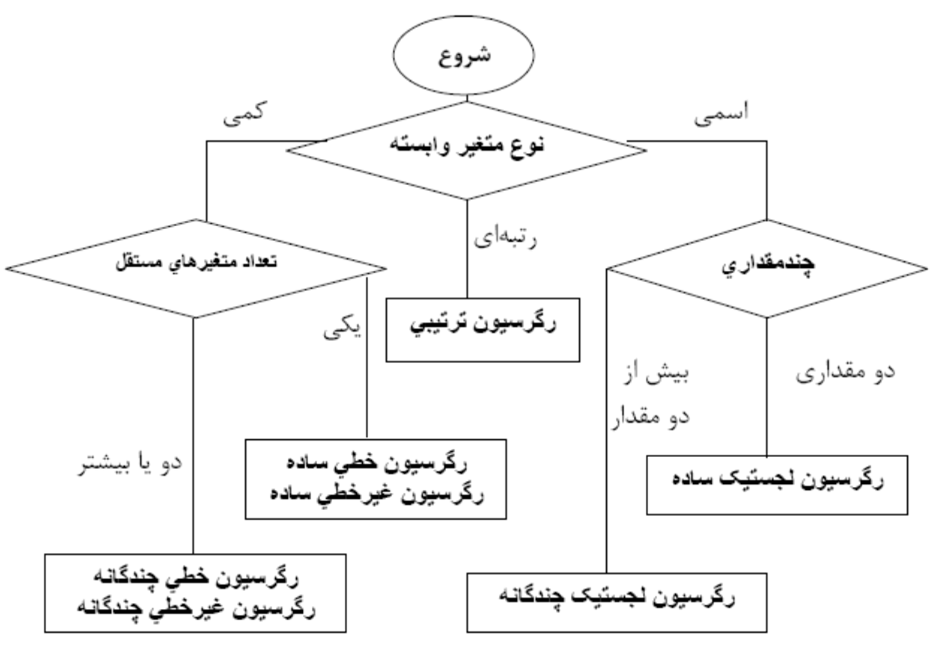 شروع
اسمی
کمی
نوع متغیر وابسته
رتبه‌ای
چندمقداري
تعداد متغیرهاي مستقل
رگرسیون ترتیبي
یکی
دو مقداری
بیش از
دو مقدار
دو یا بیشتر
رگرسیون خطي ساده
رگرسیون غیرخطي ساده
رگرسیون لجستیک ساده
رگرسیون لجستیک چندگانه
رگرسیون خطي چندگانه
رگرسیون غیرخطي چندگانه